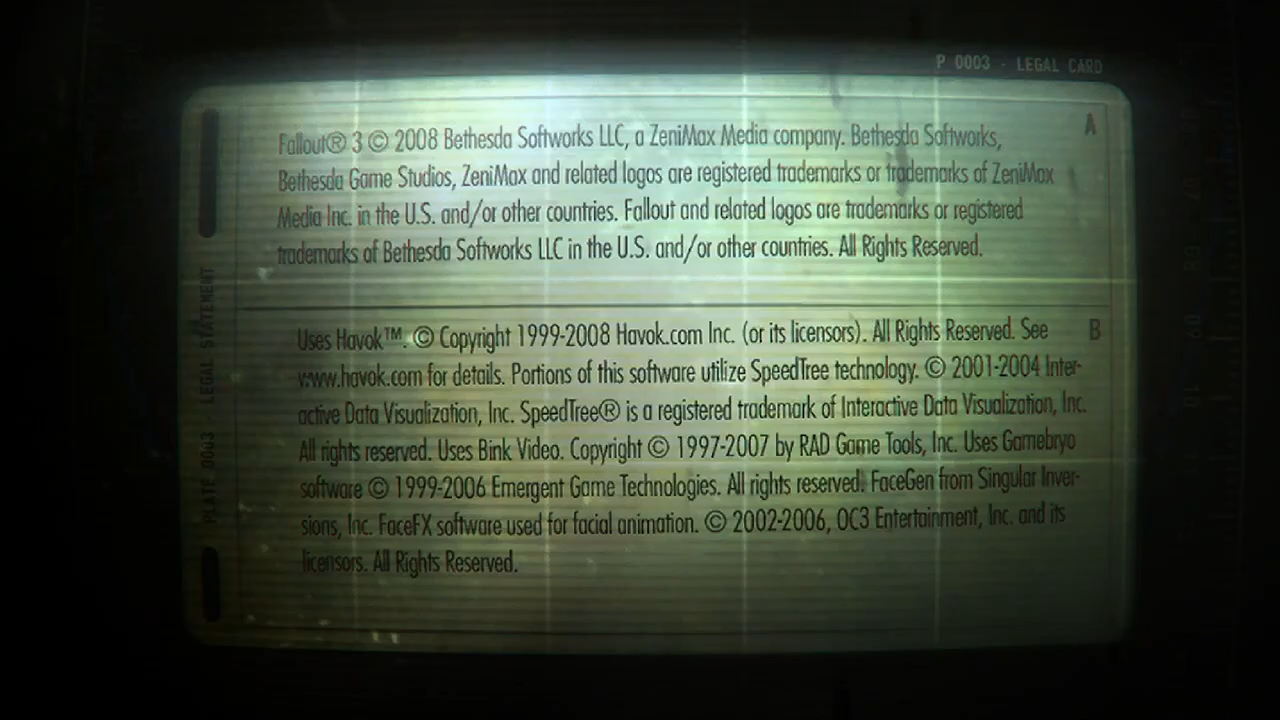 P 0003 - LEGAL CARD
A
Fallout® 3 © 2008 Bethesda Softworks LLC, a ZeniMax Media company. Bethesda Softworks,
Bethesda Game Studios, ZeniMax and related logos are registered trademarks or trademarks of ZeniMax
Media Inc. in the U.S. and/or other countries. Fallout and related logos are trademarks or registered
trademarks of Bethesda Softworks LLC in the U.S. and/or other countries. All Rights Reserved.
B
Uses Havok™. © Copyright 1999-2008 Havok.com Inc. (or its licensors). All Rights Reserved. See
www.havok.com for details. Portions of this software utilize SpeedTree technology. © 2001-2004 Inter-
active Data Visualization, Inc. SpeedTree® is a registered trademark of Interactive Data Visualization, Inc.
All rights reserved. Uses Bink Video. Copyright © 1997-2007 by RAD Game Tools, Inc. Uses Gamebryo
software © 1999-2006 Emergent Game Technologies. All rights reserved. FaceGen from Singular Inver-
sions, Inc. FaceFX software used for facial animation. © 2002-2006, OC3 Entertainment, Inc. and its
licensors. All Rights Reserved.
PLATE 0003 - LEGAL STATEMENT